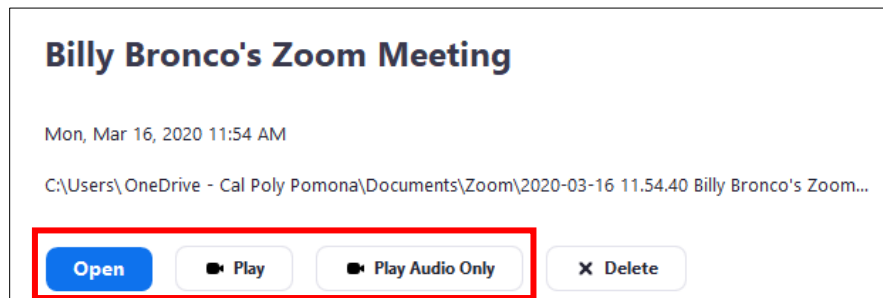 Billy Bronco's Zoom Meeting
Mon, Mar 16, 2020 11:54 AM
C:\Users\ OneDrive - Cal Poly Pomona\Documents\Zoom\2020-03-16 11.54.40 Billy Bronco's Zoom...
Open Play Play Audio Only Delete